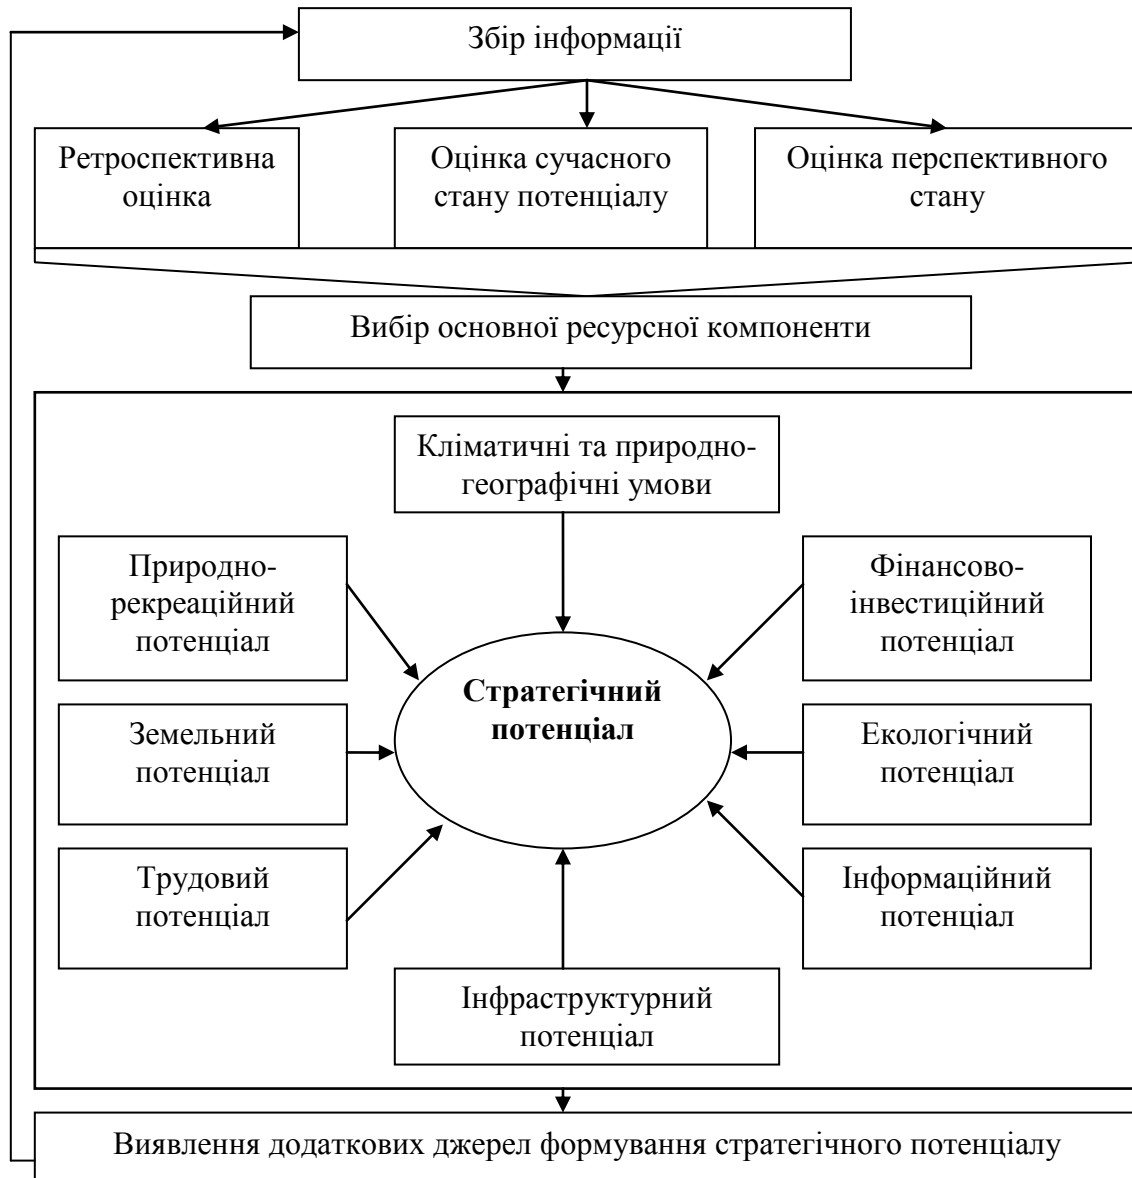 Збір інформації
Ретроспективна
оцінка
Оцінка сучасного
стану потенціалу
Оцінка перспективного
стану
Вибір основної ресурсної компоненти
Кліматичні та природно-
географічні умови
Природно-
рекреаційний
потенціал
Фінансово-
інвестиційний
потенціал
Стратегічний
потенціал
Земельний
потенціал
Екологічний
потенціал
Трудовий
потенціал
Інформаційний
потенціал
Інфраструктурний
потенціал
Виявлення додаткових джерел формування стратегічного потенціалу